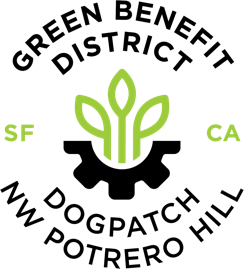 GREEN BENEFIT
DISTRICT
SF CA
DOGPATCH
NW POTRERO HILL